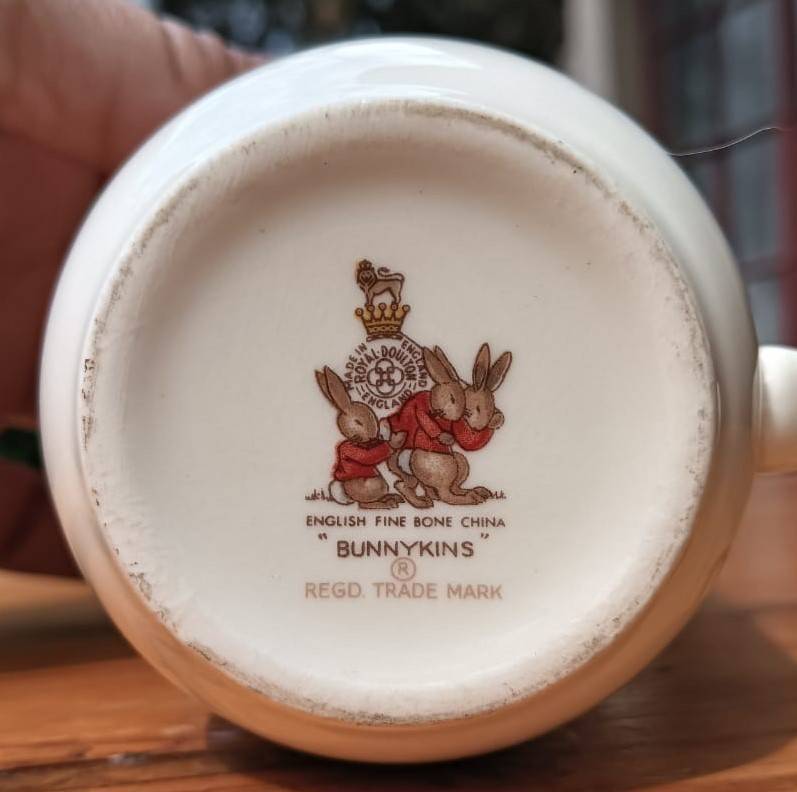 MADE IN ENGLAND
ROYAL·DOULTON
ENGLAND
ENGLISH FINE BONE CHINA
"BUNNYKINS"
®
REGD. TRADE MARK